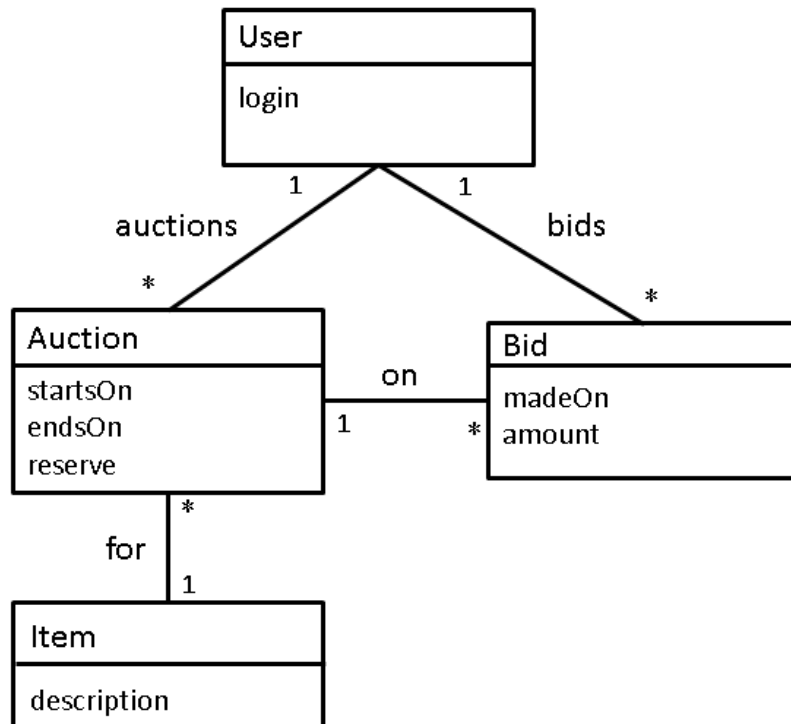 User
login
1
1
auctions
bids
*
*
Auction
Bid
startsOn
endsOn
reserve
on
madeOn
amount
1
*
*
for
1
Item
description